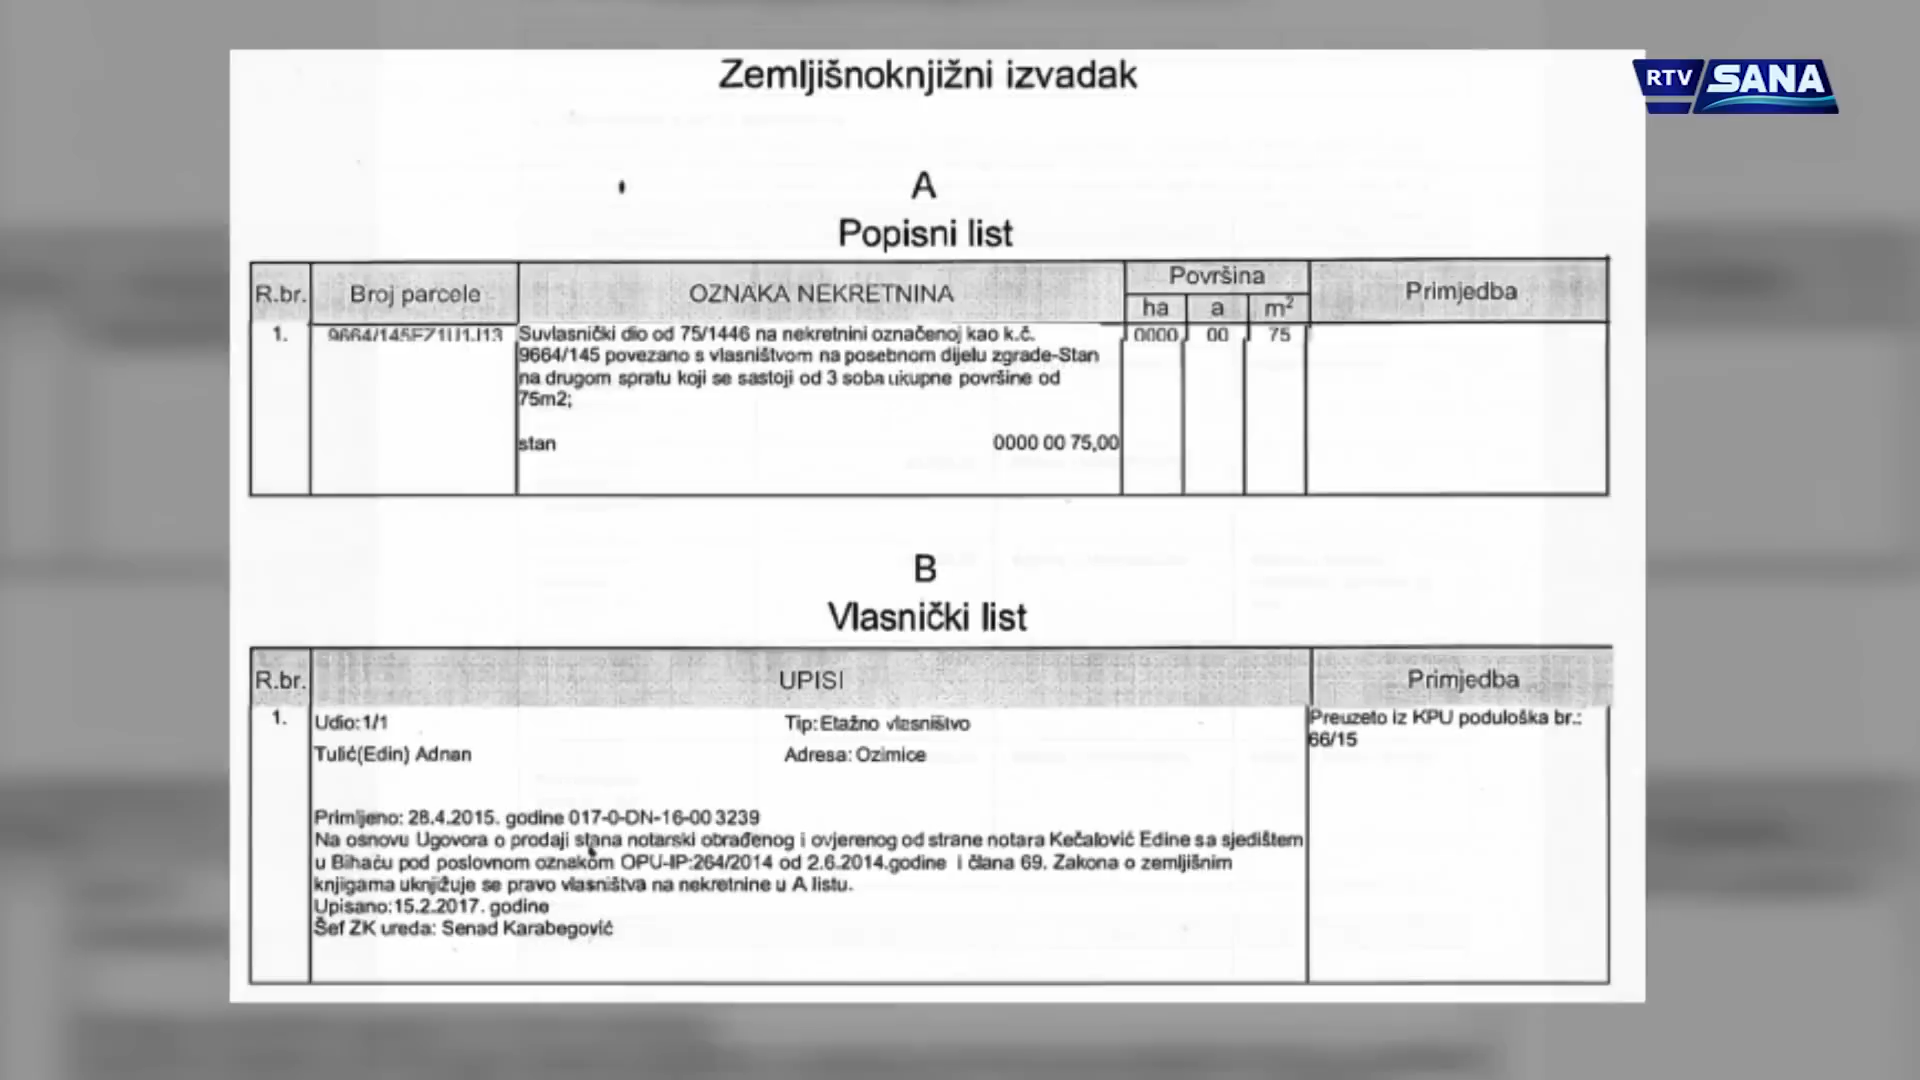 RTV SANA
Zemljišnoknjižni izvadak
A
Popisni list
R.br. Broj parcele OZNAKA NEKRETNINA Površina Primjedba
ha a m²
1. Suvlasnički dio od 75/1446 na nekretnini označenoj kao k.č. 0000 00 75
9664/145 povezano s vlasništvom na posebnom dijelu zgrade-Stan
na drugom spratu koji se sastoji od 3 soba ukupne površine od
75m2;
stan 0000 00 75,00
B
Vlasnički list
R.br. UPISI Primjedba
1. Udio:1/1 Tip:Etažno vlasništvo Preuzeto iz KPU poduloška br.:
66/15
Tulić(Edin) Adnan Adresa: Ozimice
Primljeno: 28.4.2015. godine 017-0-DN-16-00 3239
Na osnovu Ugovora o prodaji stana notarski obrađenog i ovjerenog od strane notara Kečalović Edine sa sjedištem
u Bihaću pod poslovnom oznakom OPU-IP:264/2014 od 2.6.2014.godine i člana 69. Zakona o zemljišnim
knjigama uknjižuje se pravo vlasništva na nekretnine u A listu.
Upisano:15.2.2017. godine
Šef ZK ureda: Senad Karabegović